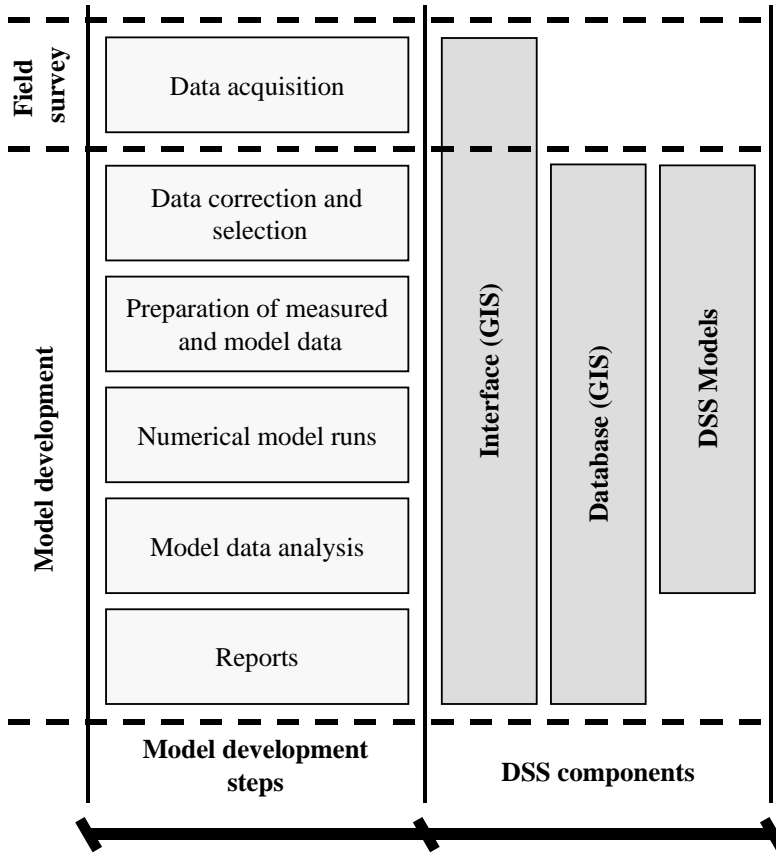 Field
survey
Data acquisition
Model development
Data correction and
selection
Preparation of measured
and model data
Numerical model runs
Model data analysis
Reports
Interface (GIS)
Database (GIS)
DSS Models
Model development
steps
DSS components